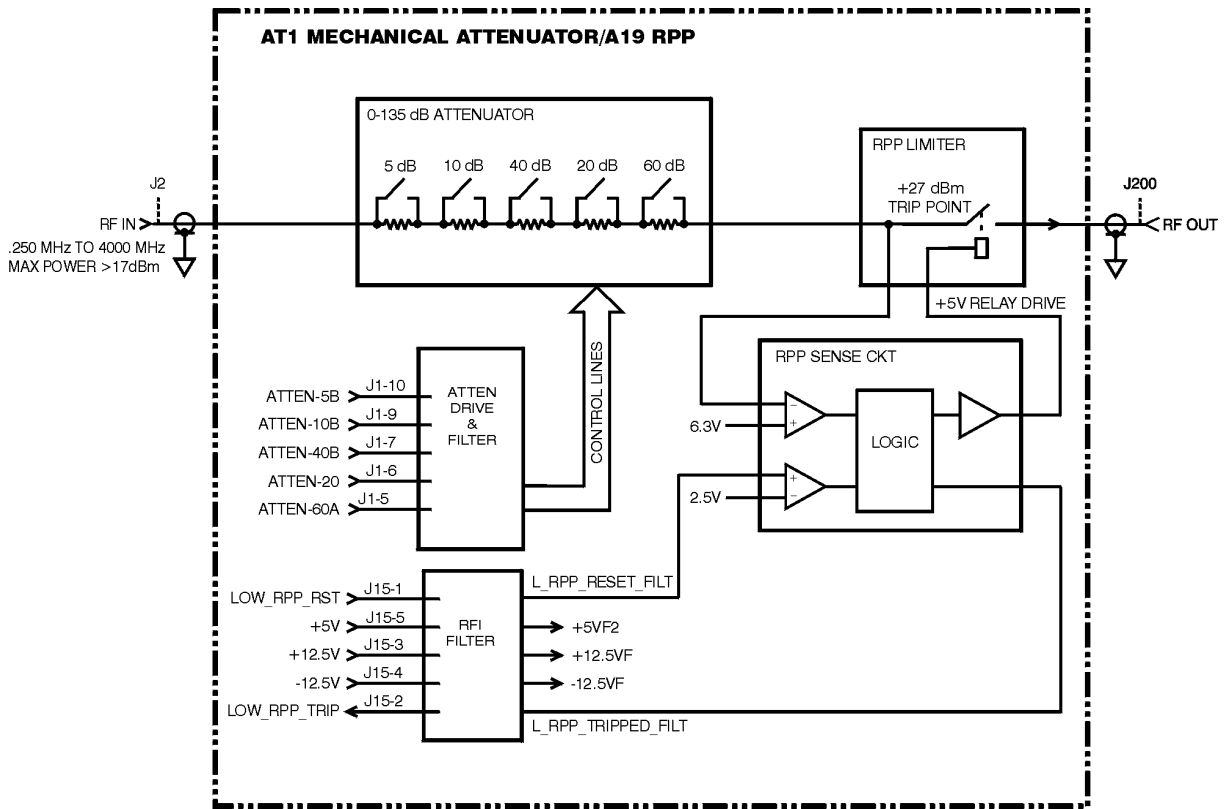 AT1 MECHANICAL ATTENUATOR/A19 RPP
0-135 dB ATTENUATOR
5 dB
10 dB
40 dB
20 dB
60 dB
RPP LIMITER
+27 dBm
TRIP POINT
J2
RF IN
.250 MHz TO 4000 MHz
MAX POWER >17dBm
J200
RF OUT
+5V RELAY DRIVE
CONTROL LINES
ATTEN
DRIVE
&
FILTER
ATTEN-5B J1-10
ATTEN-10B J1-9
ATTEN-40B J1-7
ATTEN-20 J1-6
ATTEN-60A J1-5
RPP SENSE CKT
-
+
6.3V
+
-
2.5V
LOGIC
RFI
FILTER
LOW_RPP_RST J15-1
+5V J15-5
+12.5V J15-3
-12.5V J15-4
LOW_RPP_TRIP J15-2
L_RPP_RESET_FILT
+5VF2
+12.5VF
-12.5VF
L_RPP_TRIPPED_FILT